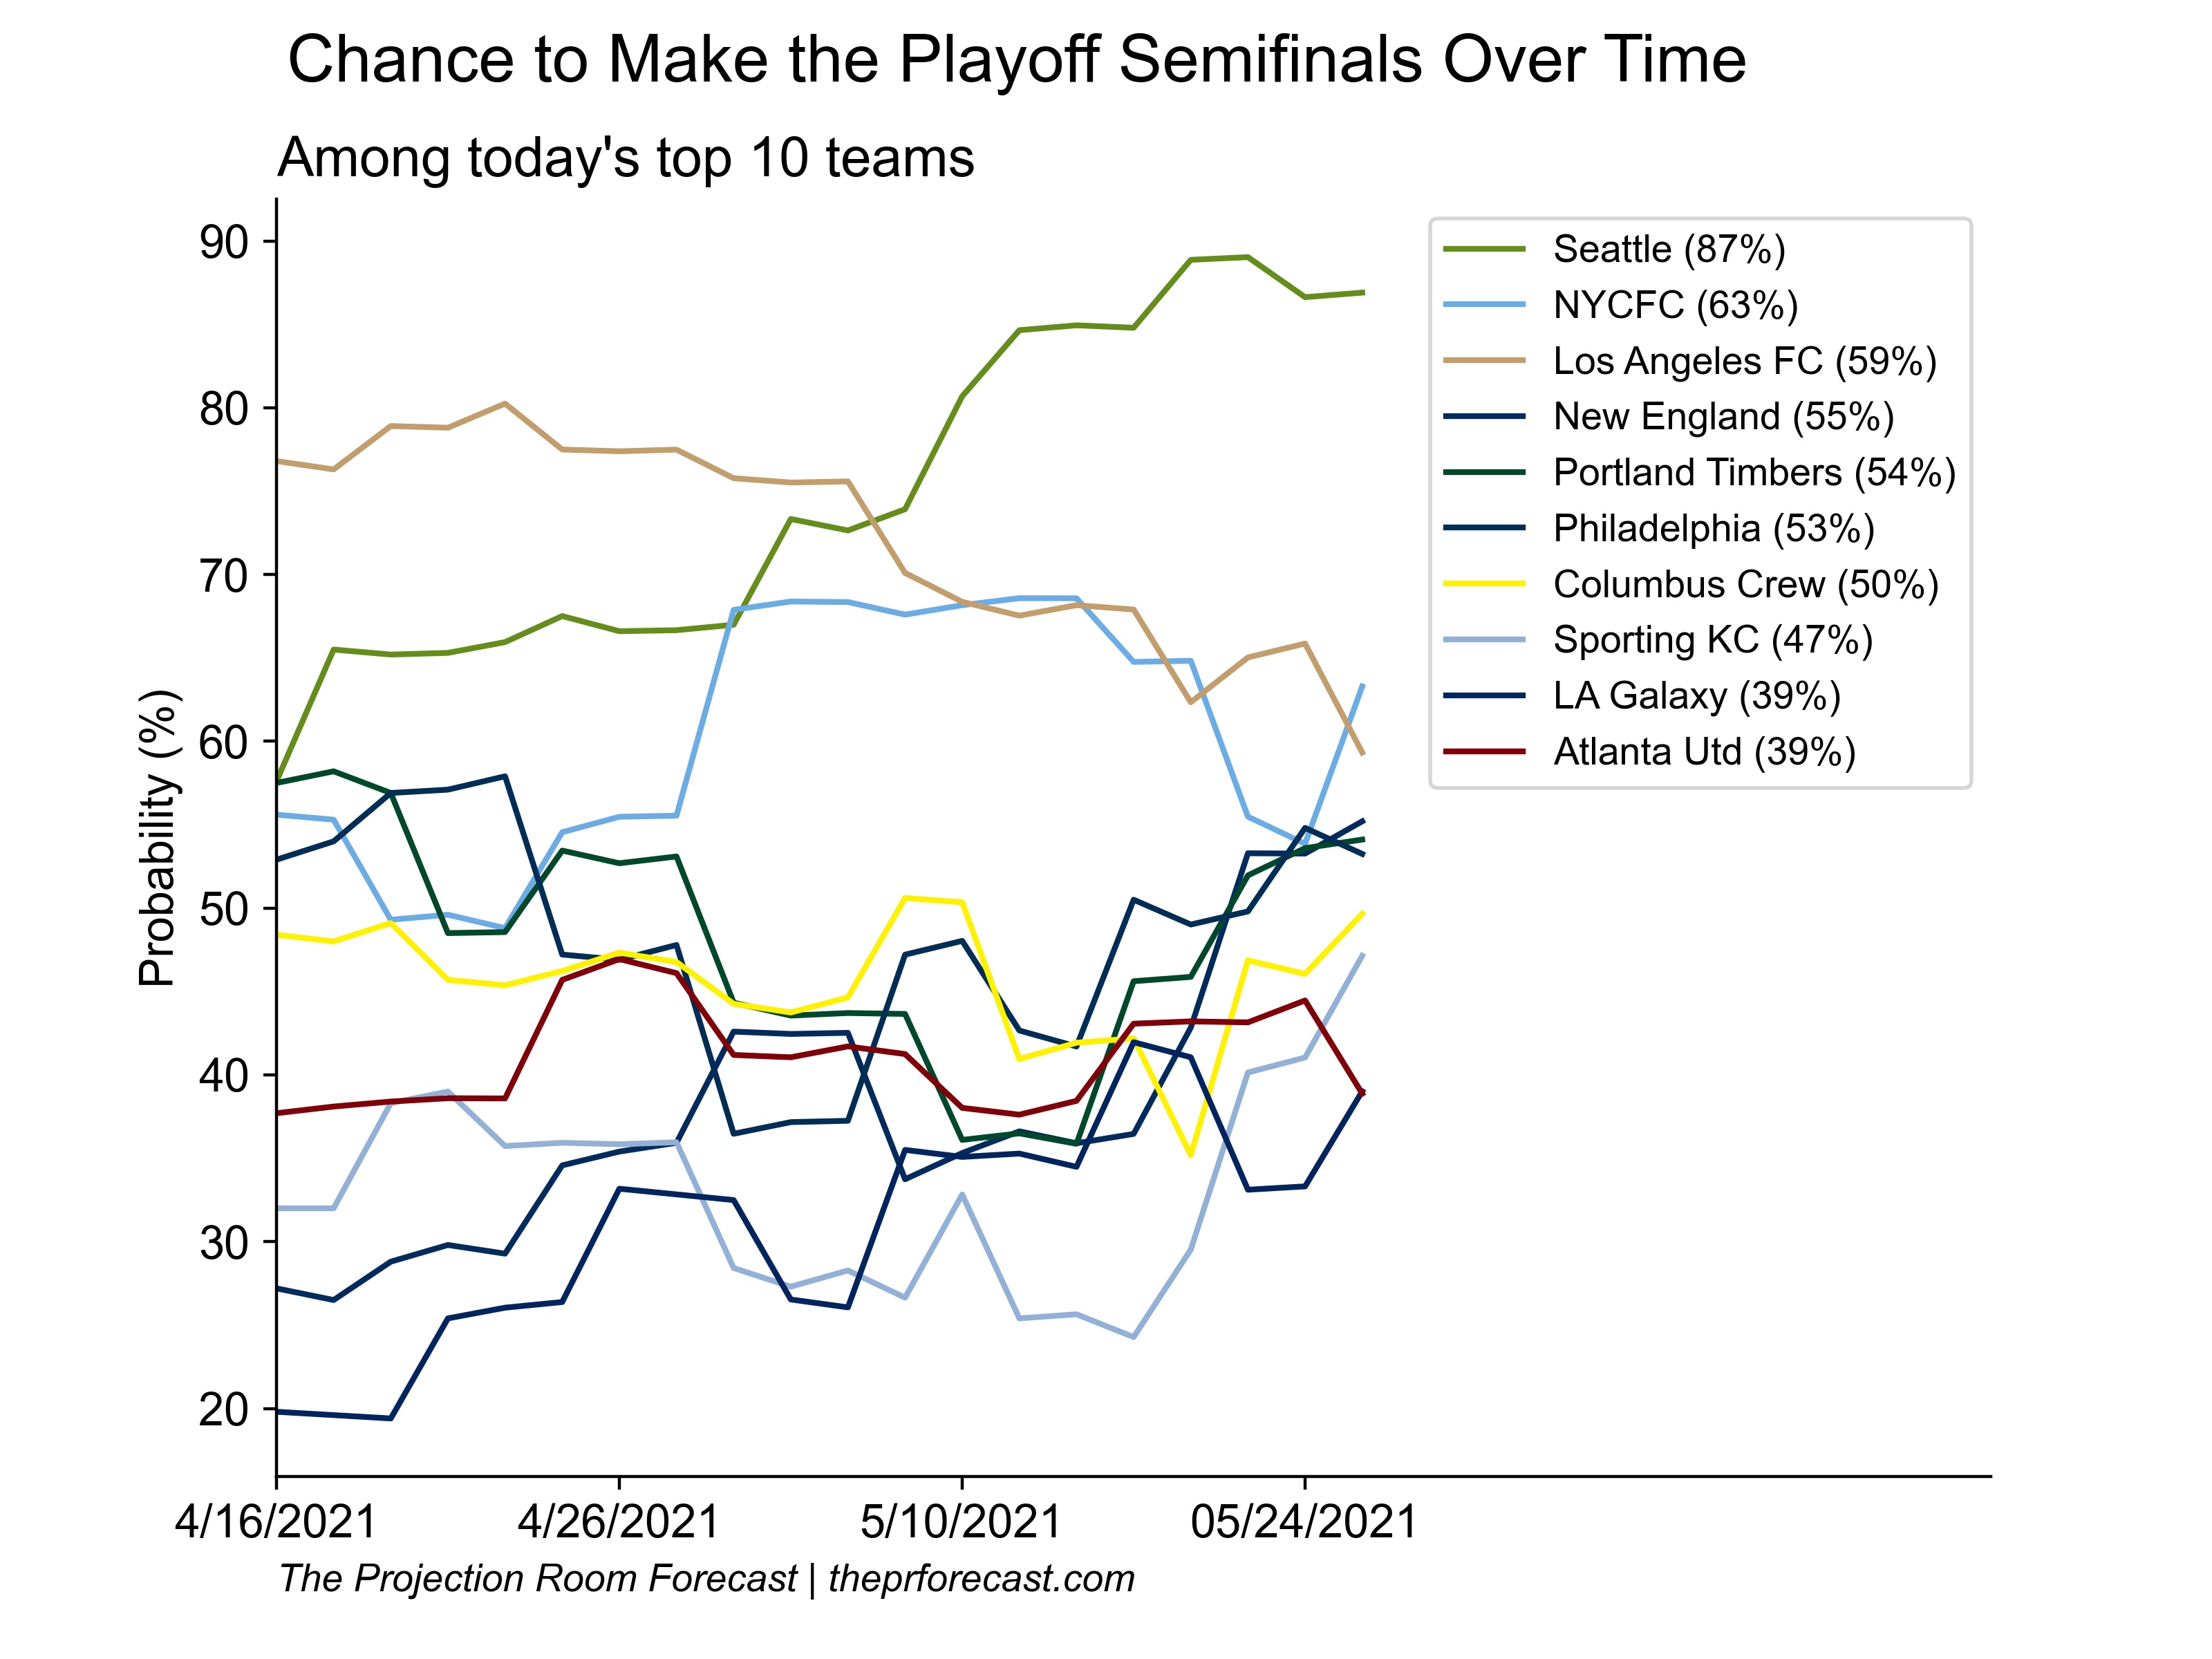 Chance to Make the Playoff Semifinals Over Time
Among today's top 10 teams
90
80
70
60
50
40
30
20
Probability (%)
Seattle (87%)
NYCFC (63%)
Los Angeles FC (59%)
New England (55%)
Portland Timbers (54%)
Philadelphia (53%)
Columbus Crew (50%)
Sporting KC (47%)
LA Galaxy (39%)
Atlanta Utd (39%)
4/16/2021 4/26/2021 5/10/2021 05/24/2021
The Projection Room Forecast | theprforecast.com